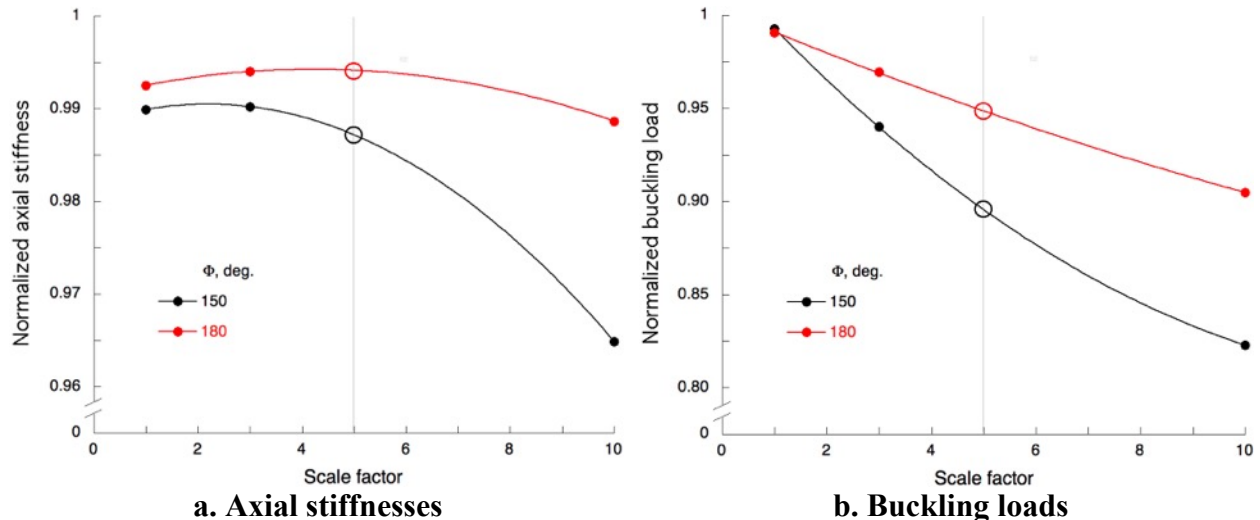 Normalized axial stiffness
1
0.99
0.98
0.97
0.96
0
Φ, deg.
150
180
0 2 4 6 8 10
Scale factor
a. Axial stiffnesses
Normalized buckling load
1
0.95
0.90
0.85
0.80
0
Φ, deg.
150
180
0 2 4 6 8 10
Scale factor
b. Buckling loads